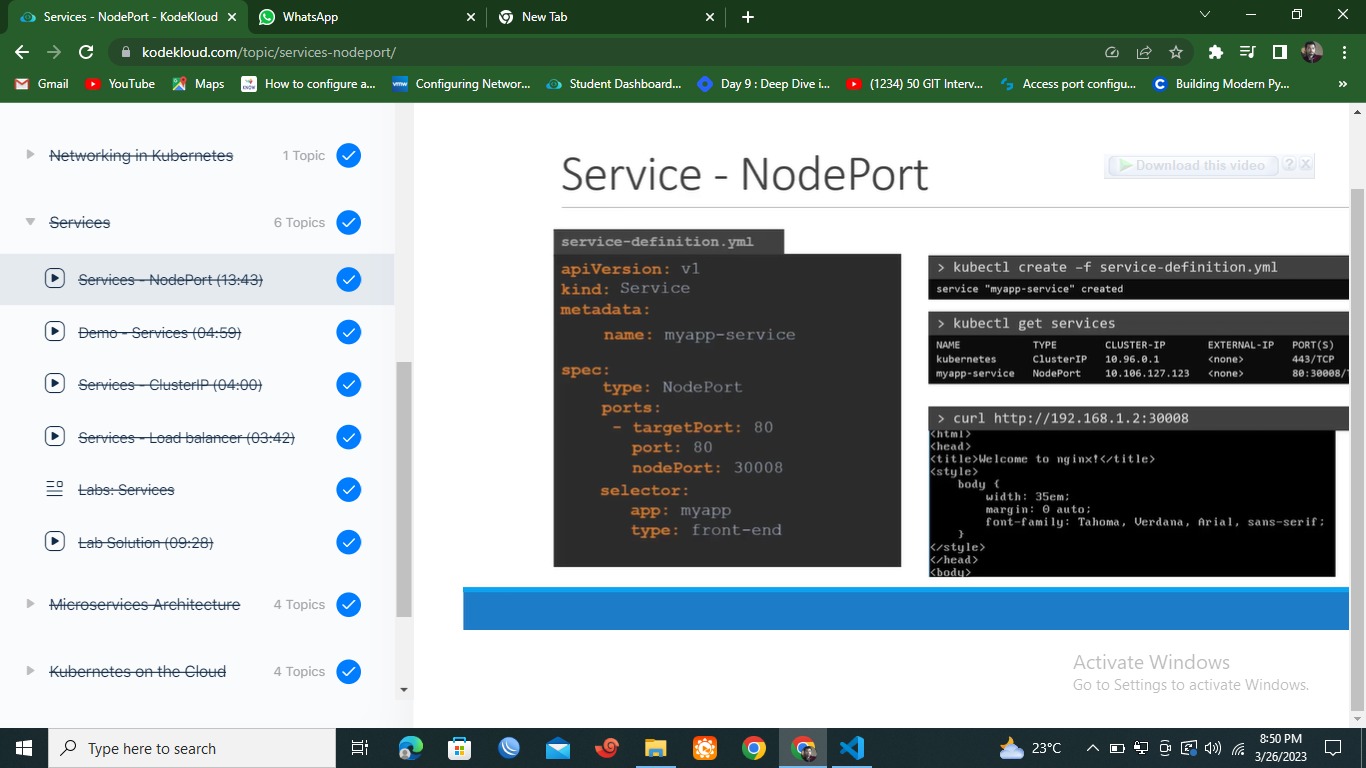 Services - NodePort - KodeKloud
WhatsApp
New Tab
kodekloud.com/topic/services-nodeport/
Gmail
YouTube
Maps
How to configure a...
Configuring Networ...
Student Dashboard...
Day 9 : Deep Dive i...
(1234) 50 GIT Interv...
Access port configu...
Building Modern Py...
»
Networking in Kubernetes 1 Topic
Services 6 Topics
Services - NodePort (13:43)
Demo - Services (04:59)
Services - ClusterIP (04:00)
Services - Load balancer (03:42)
Labs: Services
Lab Solution (09:28)
Microservices Architecture 4 Topics
Kubernetes on the Cloud 4 Topics
Service - NodePort
Download this video
service-definition.yml
apiVersion: v1
kind: Service
metadata:
name: myapp-service
spec:
type: NodePort
ports:
- targetPort: 80
port: 80
nodePort: 30008
selector:
app: myapp
type: front-end
> kubectl create -f service-definition.yml
service "myapp-service" created
> kubectl get services
NAME TYPE CLUSTER-IP EXTERNAL-IP PORT(S)
kubernetes ClusterIP 10.96.0.1 <none> 443/TCP
myapp-service NodePort 10.106.127.123 <none> 80:30008/T
> curl http://192.168.1.2:30008
<html>
<head>
<title>Welcome to nginx!</title>
<style>
body {
width: 35em;
margin: 0 auto;
font-family: Tahoma, Verdana, Arial, sans-serif;
}
</style>
</head>
<body>
Activate Windows
Go to Settings to activate Windows.
Type here to search
23°C
8:50 PM
3/26/2023